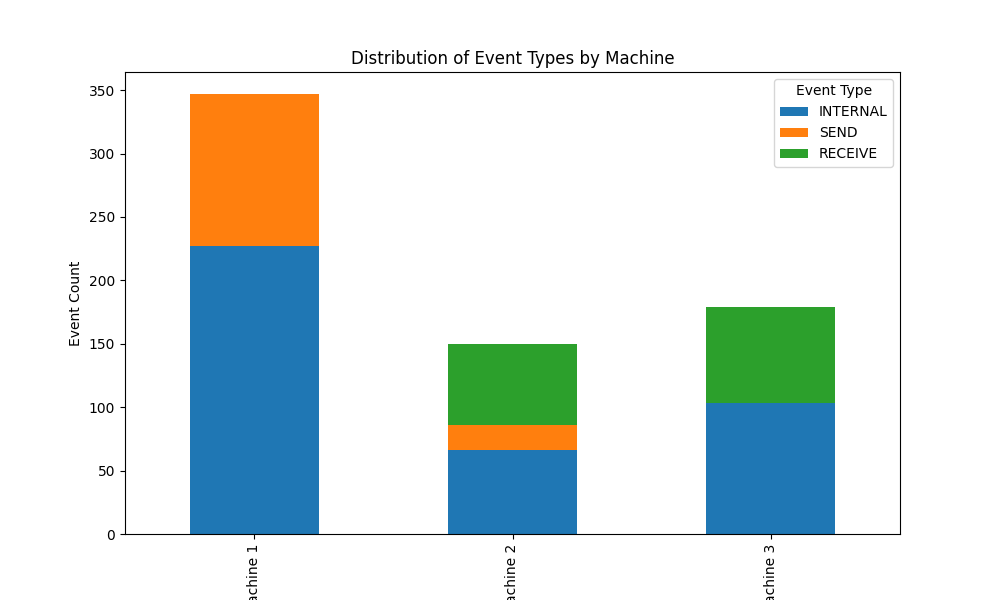 Distribution of Event Types by Machine
Event Type
INTERNAL
SEND
RECEIVE
350
300
250
200
150
100
50
0
Event Count
achine 1
achine 2
achine 3